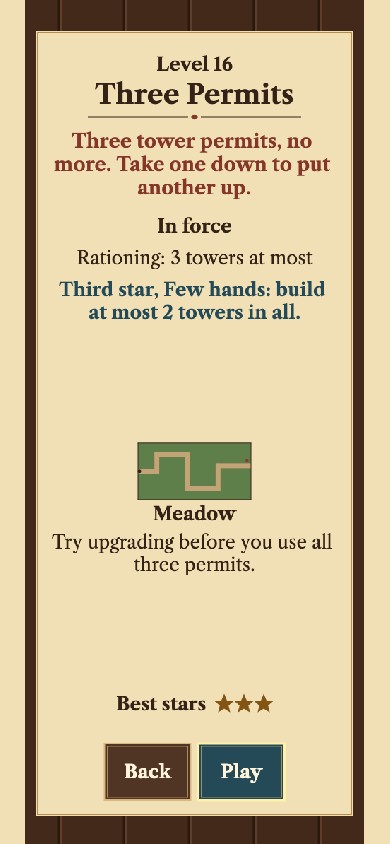 Level 16
Three Permits
Three tower permits, no
more. Take one down to put
another up.
In force
Rationing: 3 towers at most
Third star, Few hands: build
at most 2 towers in all.
Meadow
Try upgrading before you use all
three permits.
Best stars ★★★
Back
Play